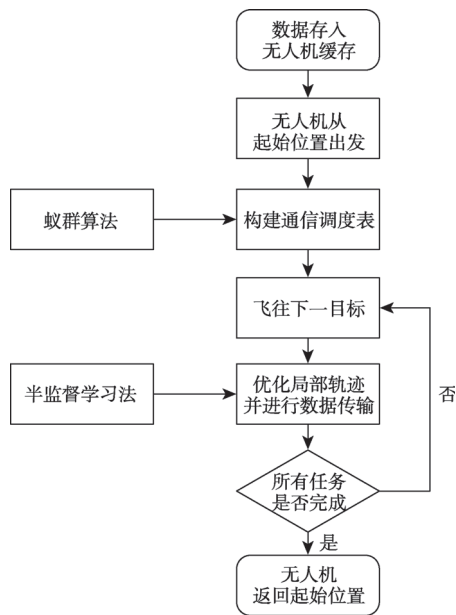 数据存入
无人机缓存
无人机从
起始位置出发
蚁群算法
构建通信调度表
飞往下一目标
半监督学习法
优化局部轨迹
并进行数据传输
否
所有任务
是否完成
是
无人机
返回起始位置